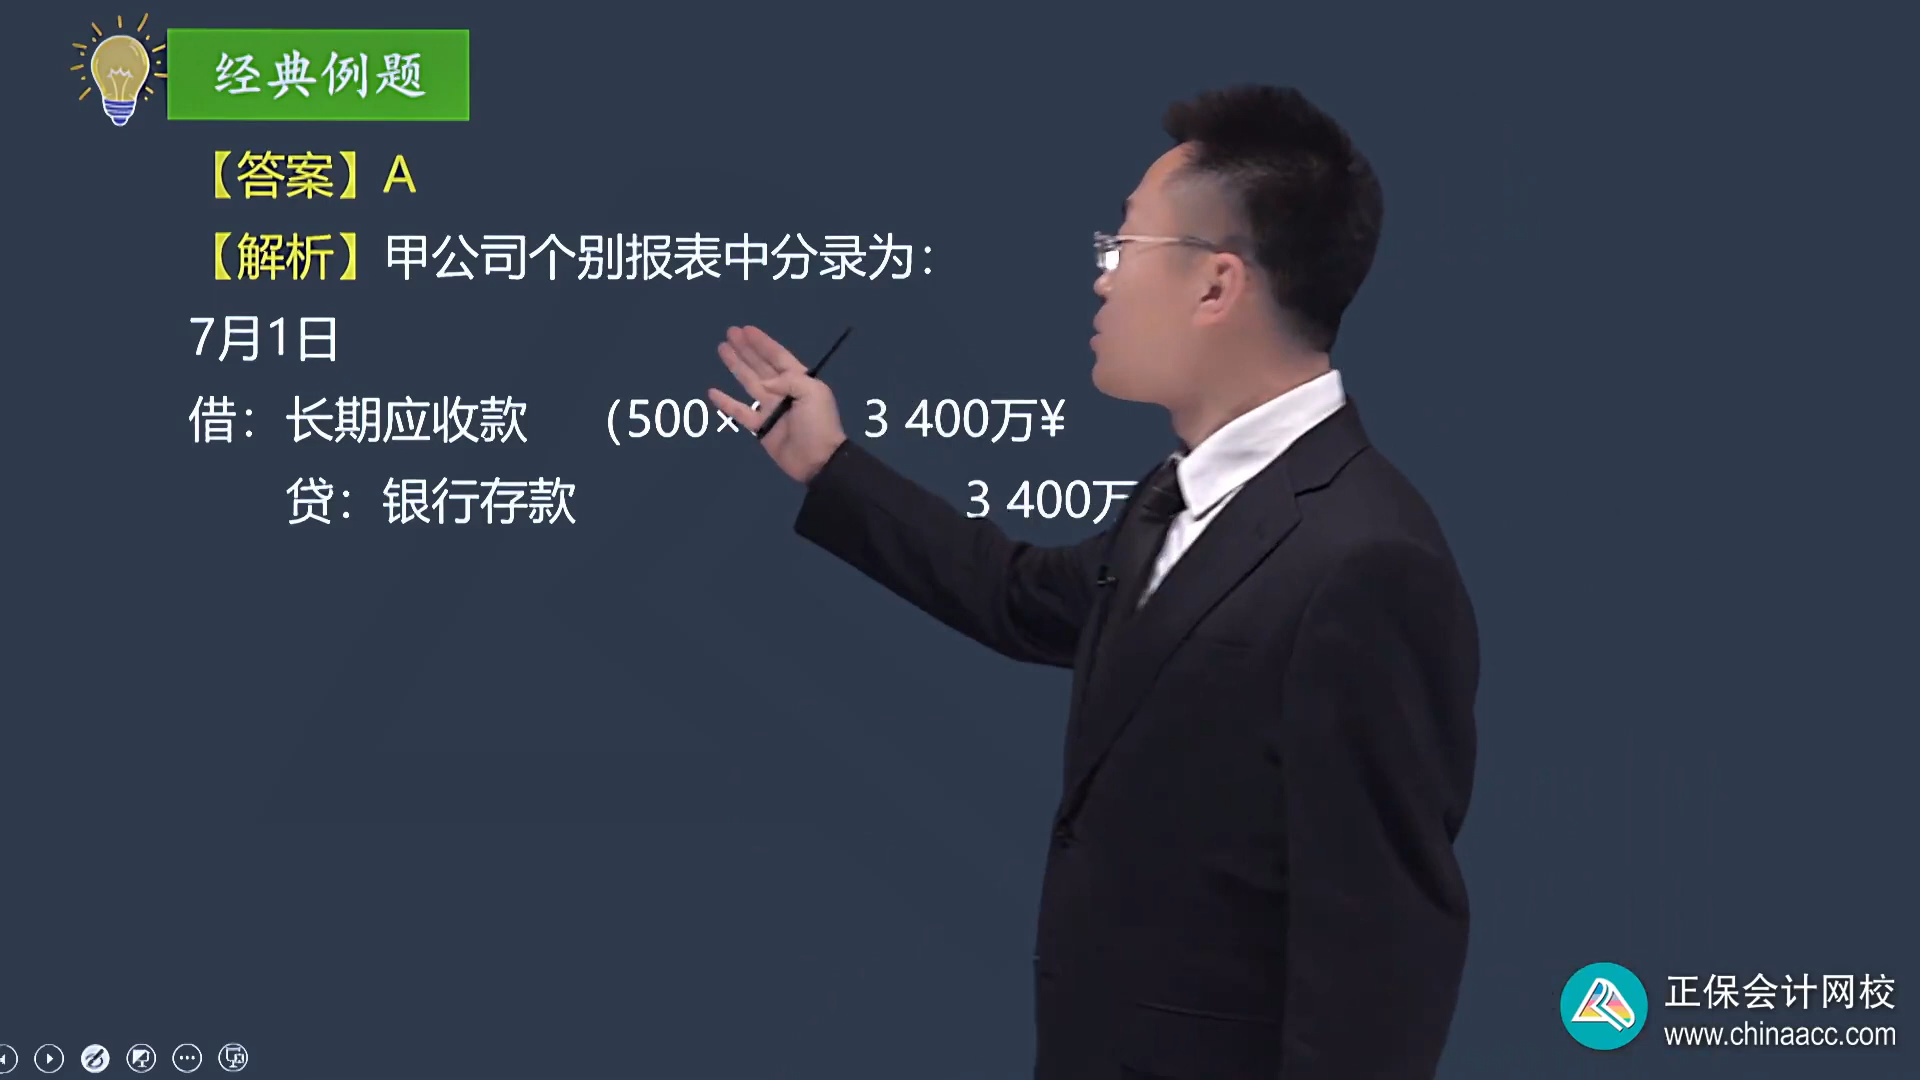 经典例题
【答案】A
【解析】甲公司个别报表中分录为：
7月1日
借：长期应收款 （500× 3 400万¥
贷：银行存款 3 400万
正保会计网校
www.chinaacc.com